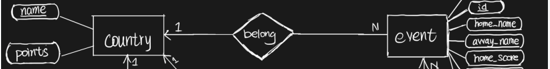 name
points
country
1
belong
N
event
id
home_name
away_name
home_score
1
N